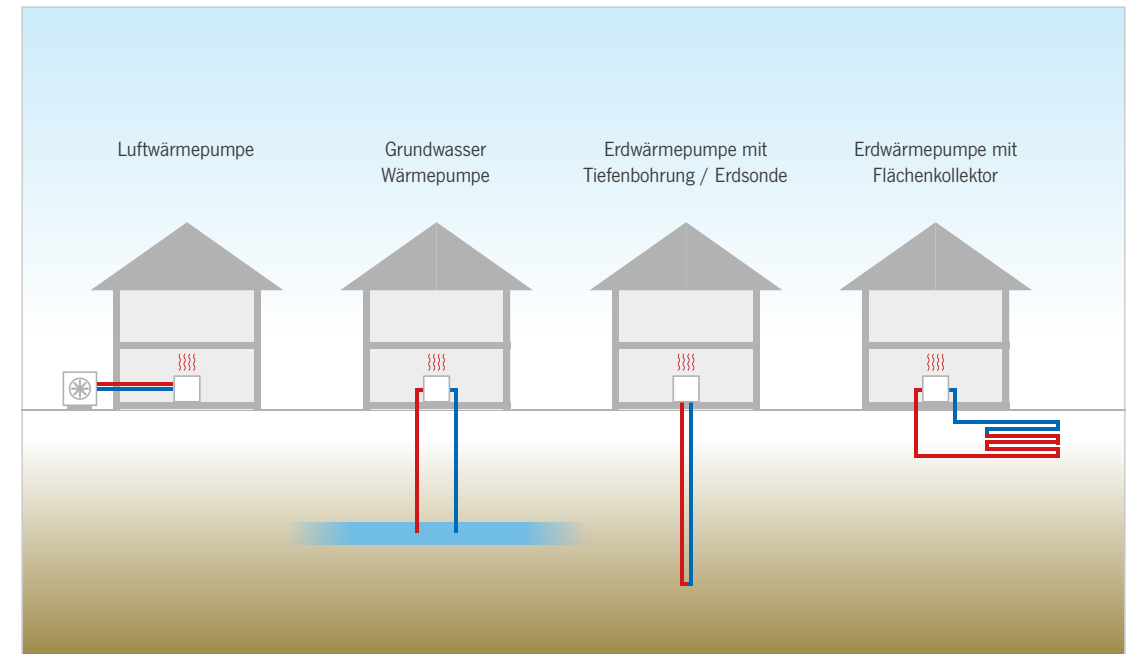 Luftwärmepumpe
Grundwasser
Wärmepumpe
Erdwärmepumpe mit
Tiefenbohrung / Erdsonde
Erdwärmepumpe mit
Flächenkollektor